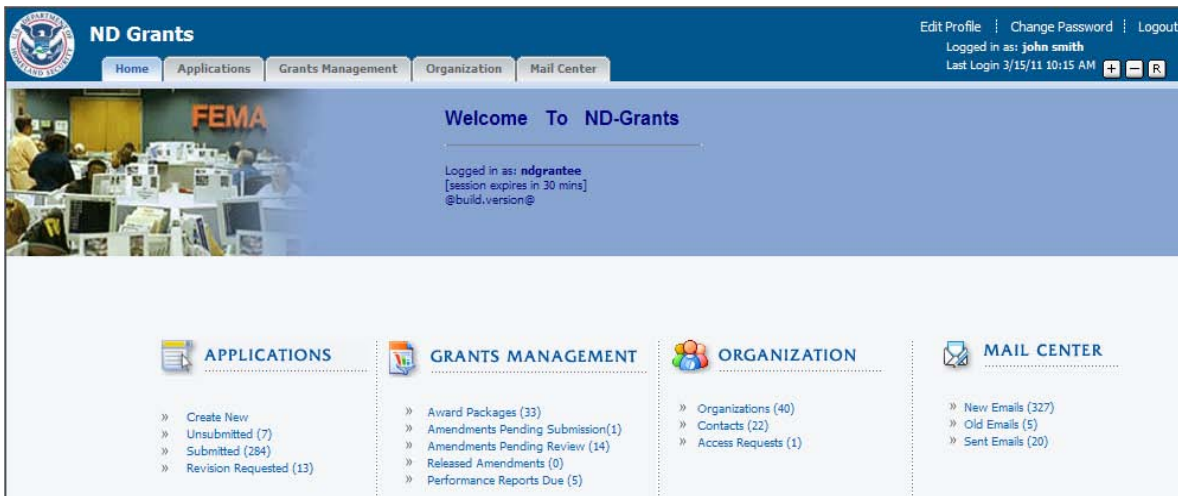 ND Grants
Edit Profile Change Password Logout
Logged in as: john smith
Last Login 3/15/11 10:15 AM + - R
Home Applications Grants Management Organization Mail Center
FEMA
Welcome To ND-Grants
Logged in as: ndgrantee
[session expires in 30 mins]
@build.version@
APPLICATIONS
» Create New
» Unsubmitted (7)
» Submitted (284)
» Revision Requested (13)
GRANTS MANAGEMENT
» Award Packages (33)
» Amendments Pending Submission(1)
» Amendments Pending Review (14)
» Released Amendments (0)
» Performance Reports Due (5)
ORGANIZATION
» Organizations (40)
» Contacts (22)
» Access Requests (1)
MAIL CENTER
» New Emails (327)
» Old Emails (5)
» Sent Emails (20)